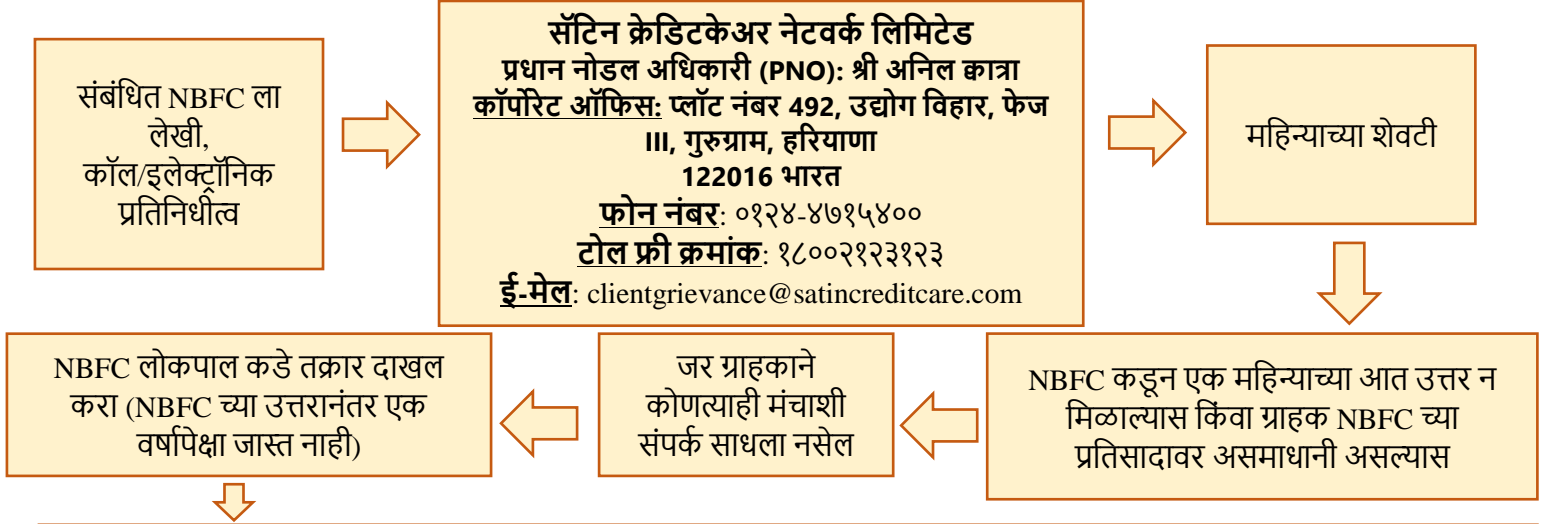 संबंधित NBFC ला
लेखी,
कॉल/इलेक्ट्रॉनिक
प्रतिनिधीत्व
सॅटिन क्रेडिटकेअर नेटवर्क लिमिटेड
प्रधान नोडल अधिकारी (PNO): श्री अनिल क्वात्रा
कॉर्पोरेट ऑफिस: प्लॉट नंबर 492, उद्योग विहार, फेज
III, गुरुग्राम, हरियाणा
122016 भारत
फोन नंबर: ०१२४-४७१५४००
टोल फ्री क्रमांक: १८००२१२३१२३
ई-मेल: clientgrievance@satincreditcare.com
महिन्याच्या शेवटी
NBFC कडून एक महिन्याच्या आत उत्तर न
मिळाल्यास किंवा ग्राहक NBFC च्या
प्रतिसादावर असमाधानी असल्यास
जर ग्राहकाने
कोणत्याही मंचाशी
संपर्क साधला नसेल
NBFC लोकपाल कडे तक्रार दाखल
करा (NBFC च्या उत्तरानंतर एक
वर्षापेक्षा जास्त नाही)